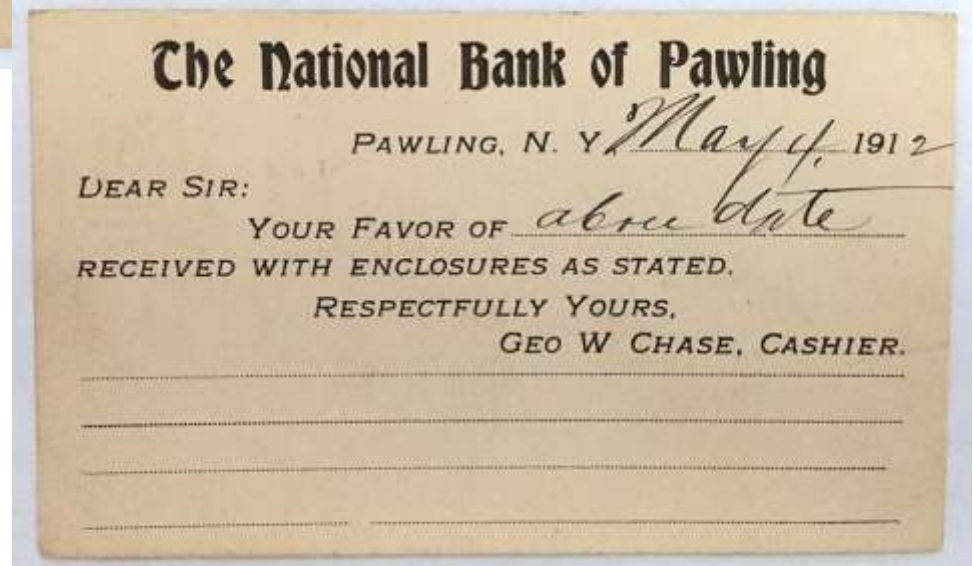 The National Bank of Pawling
PAWLING, N. Y. May 4, 1912
DEAR SIR:
YOUR FAVOR OF above date
RECEIVED WITH ENCLOSURES AS STATED.
RESPECTFULLY YOURS,
GEO W CHASE, CASHIER.